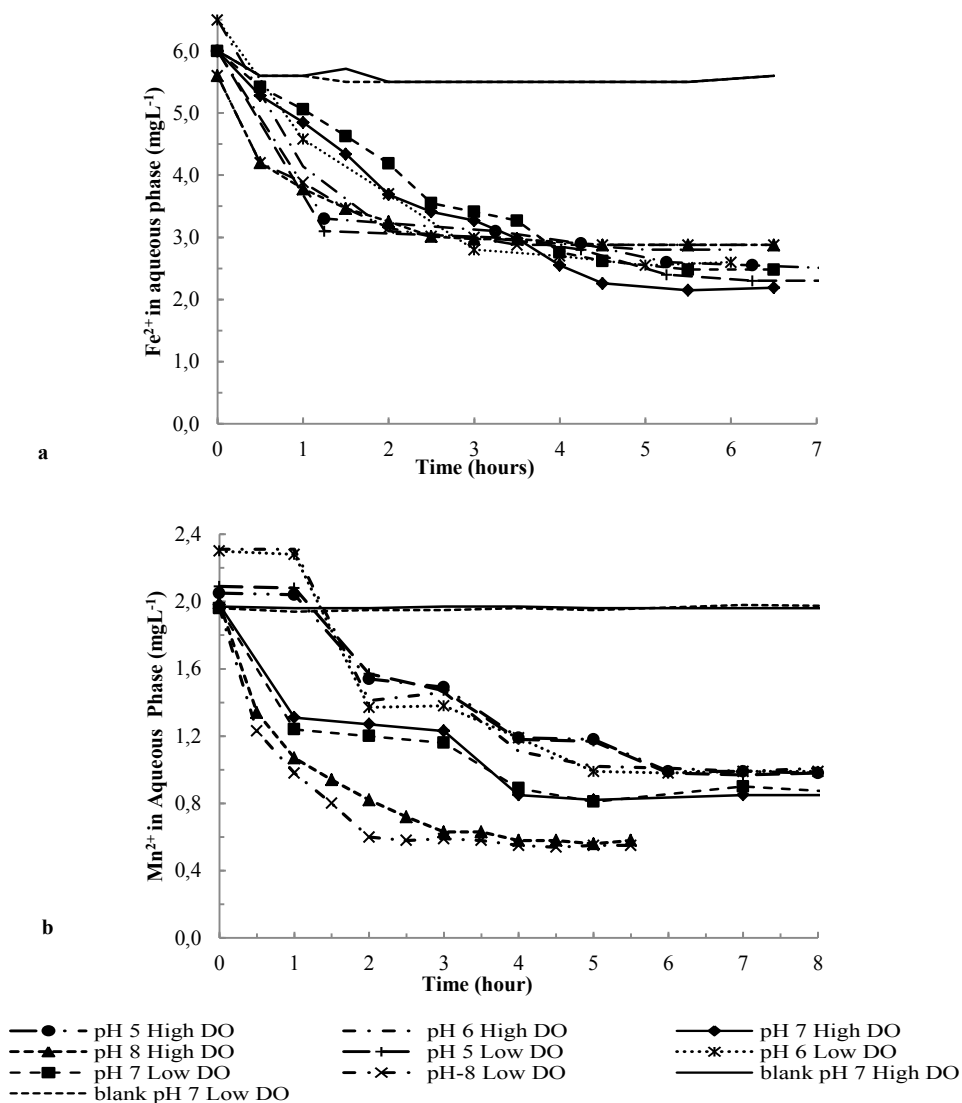 6,0
5,0
4,0
3,0
2,0
1,0
0,0
Fe²⁺ in aqueous phase (mgL⁻¹)
0 1 2 3 4 5 6 7
Time (hours)
a
2,4
2,0
1,6
1,2
0,8
0,4
0,0
Mn²⁺ in Aqueous Phase (mgL⁻¹)
0 1 2 3 4 5 6 7 8
Time (hour)
b
pH 5 High DO pH 6 High DO pH 7 High DO
pH 8 High DO pH 5 Low DO pH 6 Low DO
pH 7 Low DO pH-8 Low DO blank pH 7 High DO
blank pH 7 Low DO